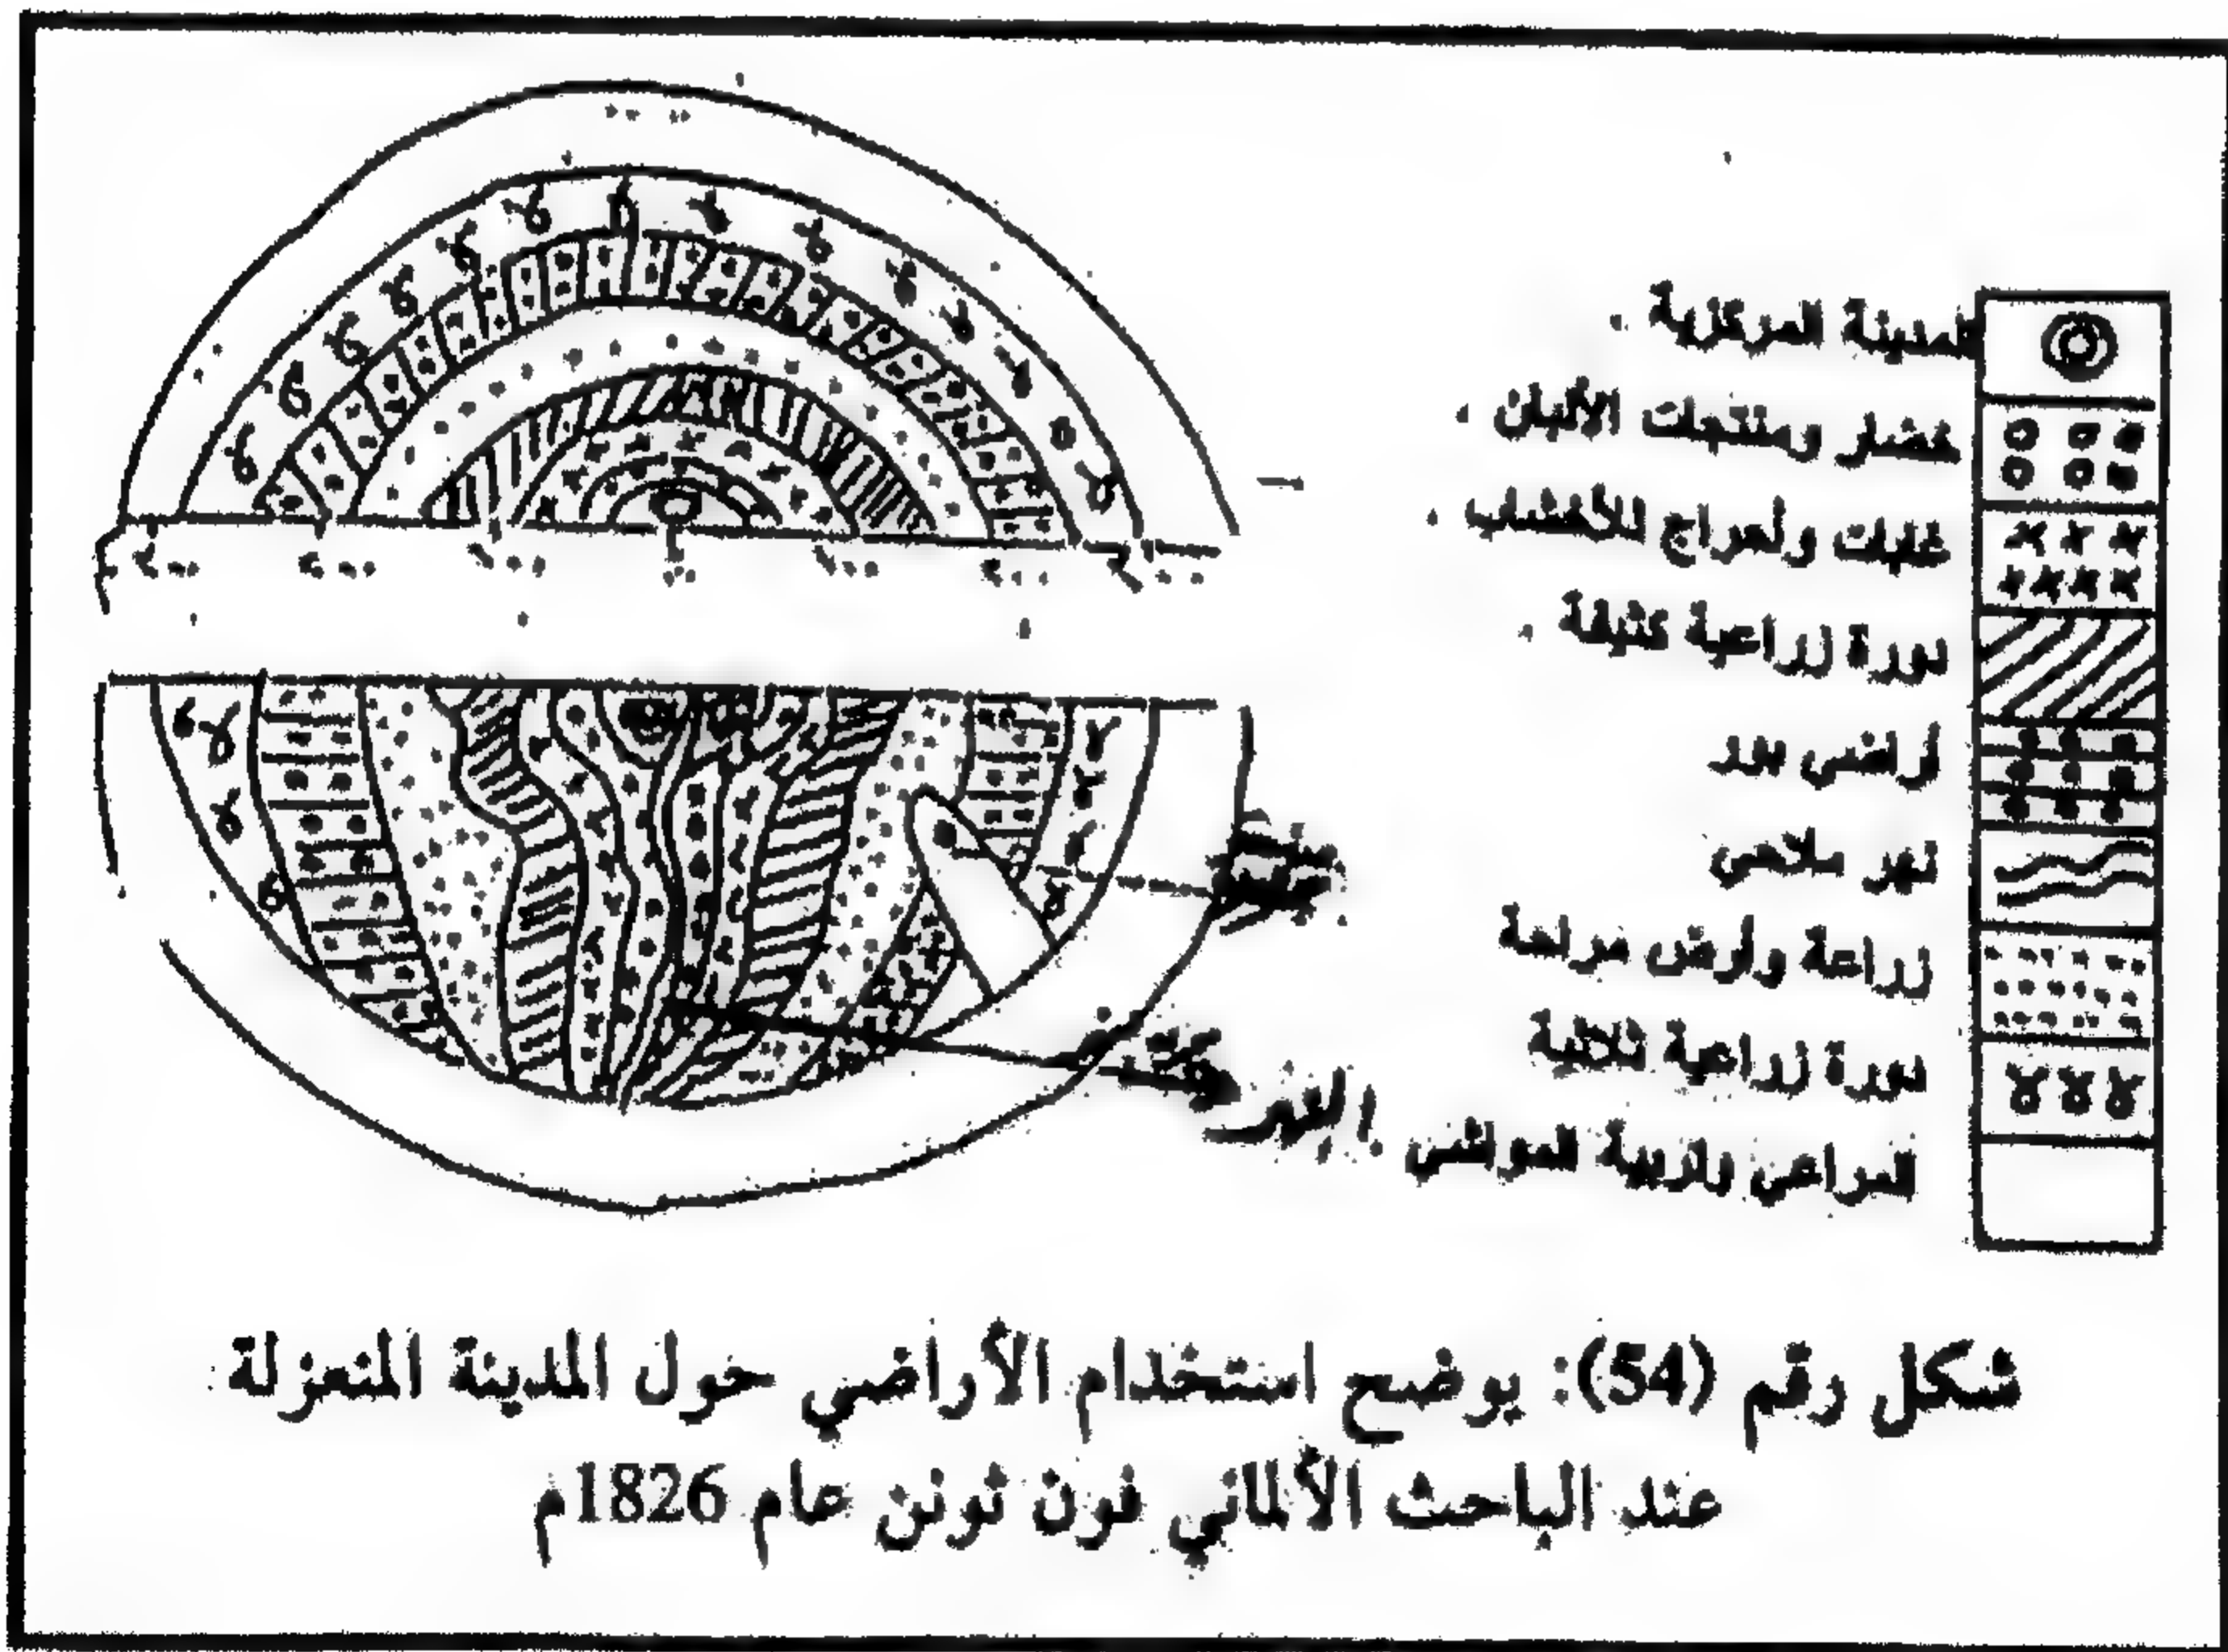 المدينة المركزية .
خضار ومنتجات الألبان .
غابات وأحراج للأخشاب .
دورة زراعية كثيفة .
أراضي بور
نهر ملاحي
زراعة وأرض مراحة
دورة زراعية ثلاثية
المراعي وتربية المواشي .
النهر
شكل رقم (54): يوضح استخدام الأراضي حول المدينة المنعزلة
عند الباحث الألماني فون ثونن عام 1826م